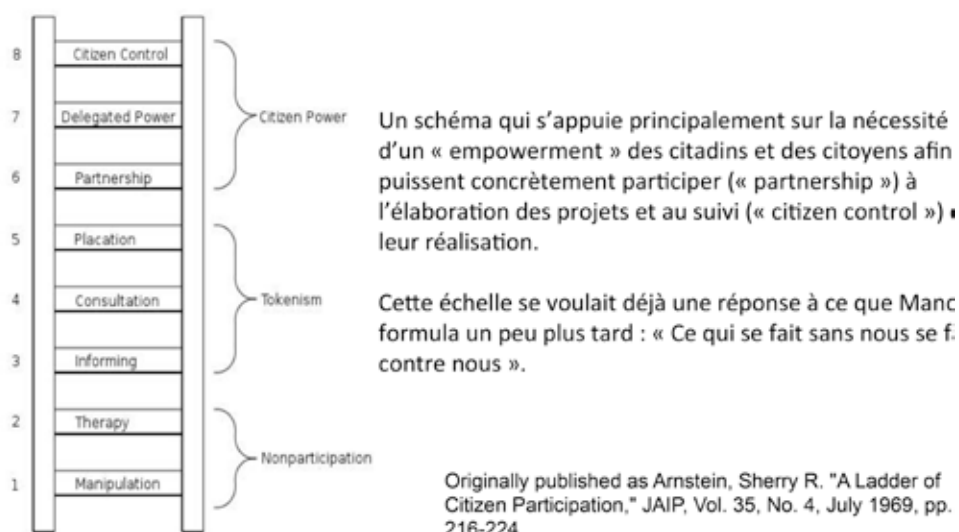 8 Citizen Control
7 Delegated Power
6 Partnership
Citizen Power
5 Placation
4 Consultation
3 Informing
Tokenism
2 Therapy
1 Manipulation
Nonparticipation
Un schéma qui s’appuie principalement sur la nécessité
d’un « empowerment » des citadins et des citoyens afin
puissent concrètement participer (« partnership ») à
l’élaboration des projets et au suivi (« citizen control »)
leur réalisation.
Cette échelle se voulait déjà une réponse à ce que
formula un peu plus tard : « Ce qui se fait sans nous se
contre nous ».
Originally published as Arnstein, Sherry R. "A Ladder of
Citizen Participation," JAIP, Vol. 35, No. 4, July 1969, pp.
216-224